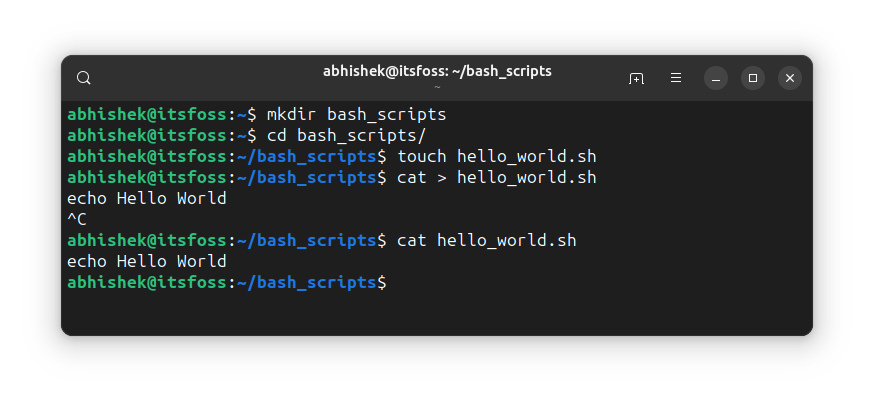 abhishek@itsfoss: ~/bash_scripts
~
abhishek@itsfoss:~$ mkdir bash_scripts
abhishek@itsfoss:~$ cd bash_scripts/
abhishek@itsfoss:~/bash_scripts$ touch hello_world.sh
abhishek@itsfoss:~/bash_scripts$ cat > hello_world.sh
echo Hello World
^C
abhishek@itsfoss:~/bash_scripts$ cat hello_world.sh
echo Hello World
abhishek@itsfoss:~/bash_scripts$